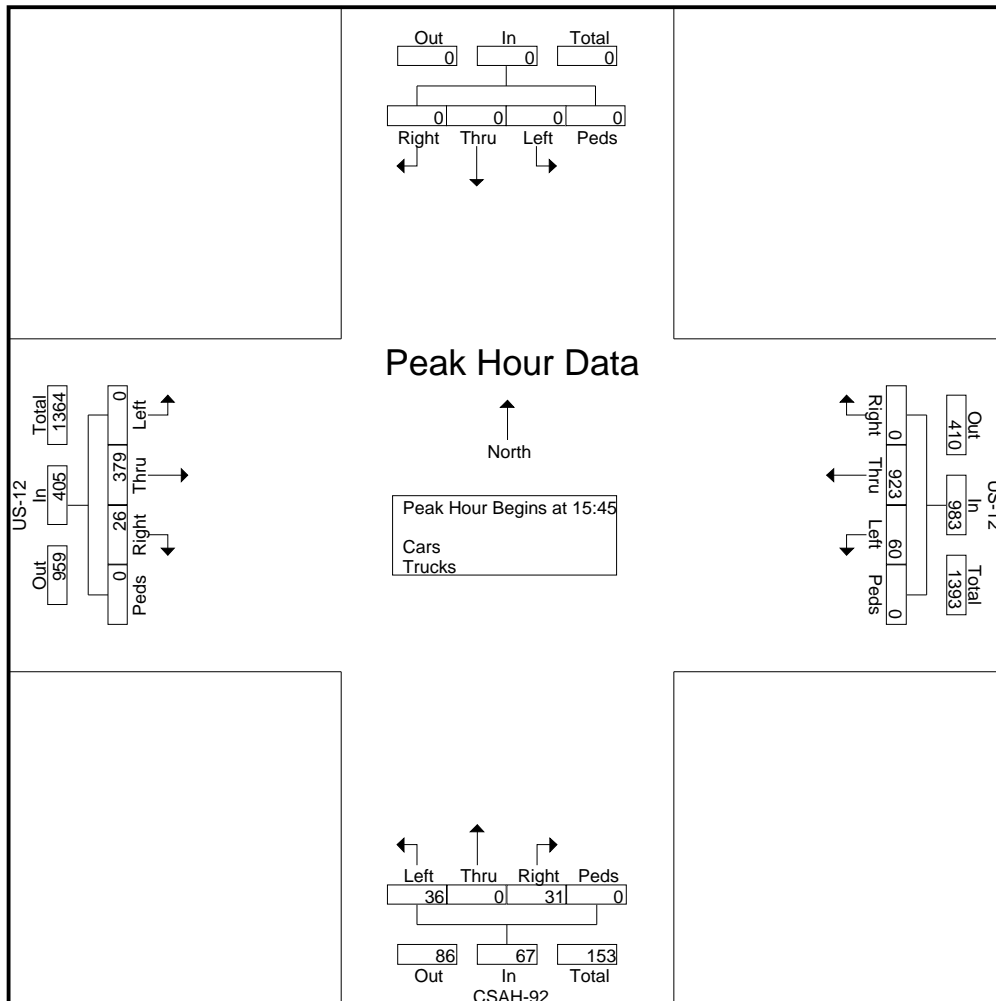 Out In Total
0 0 0
0 0 0 0
Right Thru Left Peds
Peak Hour Data
North
Peak Hour Begins at 15:45
Cars
Trucks
US-12
Out In Total
959 405 1364
0 379 26 0
Left Thru Right Peds
US-12
Out In Total
410 983 1393
0 923 60 0
Right Thru Left Peds
Left Thru Right Peds
36 0 31 0
86 67 153
Out In Total
CSAH-92